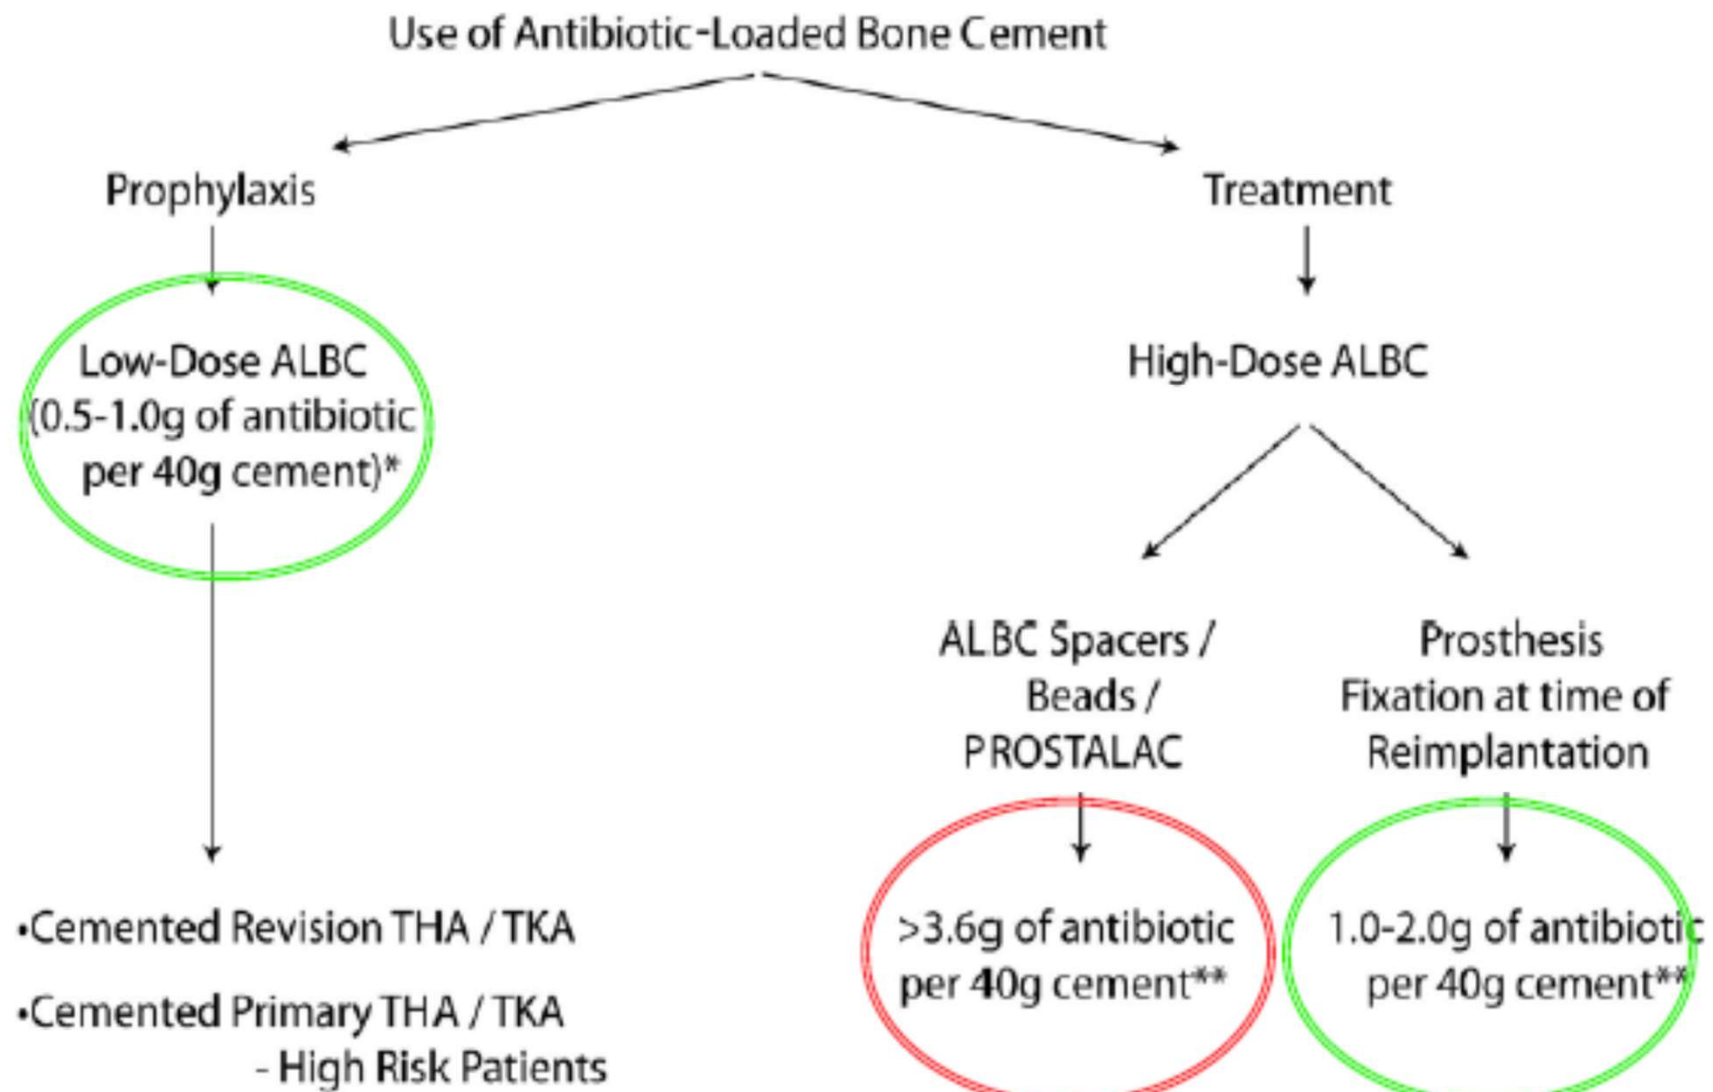 Use of Antibiotic-Loaded Bone Cement
Prophylaxis
Low-Dose ALBC
(0.5-1.0g of antibiotic
per 40g cement)*
•Cemented Revision THA / TKA
•Cemented Primary THA / TKA
- High Risk Patients
Treatment
High-Dose ALBC
ALBC Spacers /
Beads /
PROSTALAC
>3.6g of antibiotic
per 40g cement**
Prosthesis
Fixation at time of
Reimplantation
1.0-2.0g of antibiotic
per 40g cement**